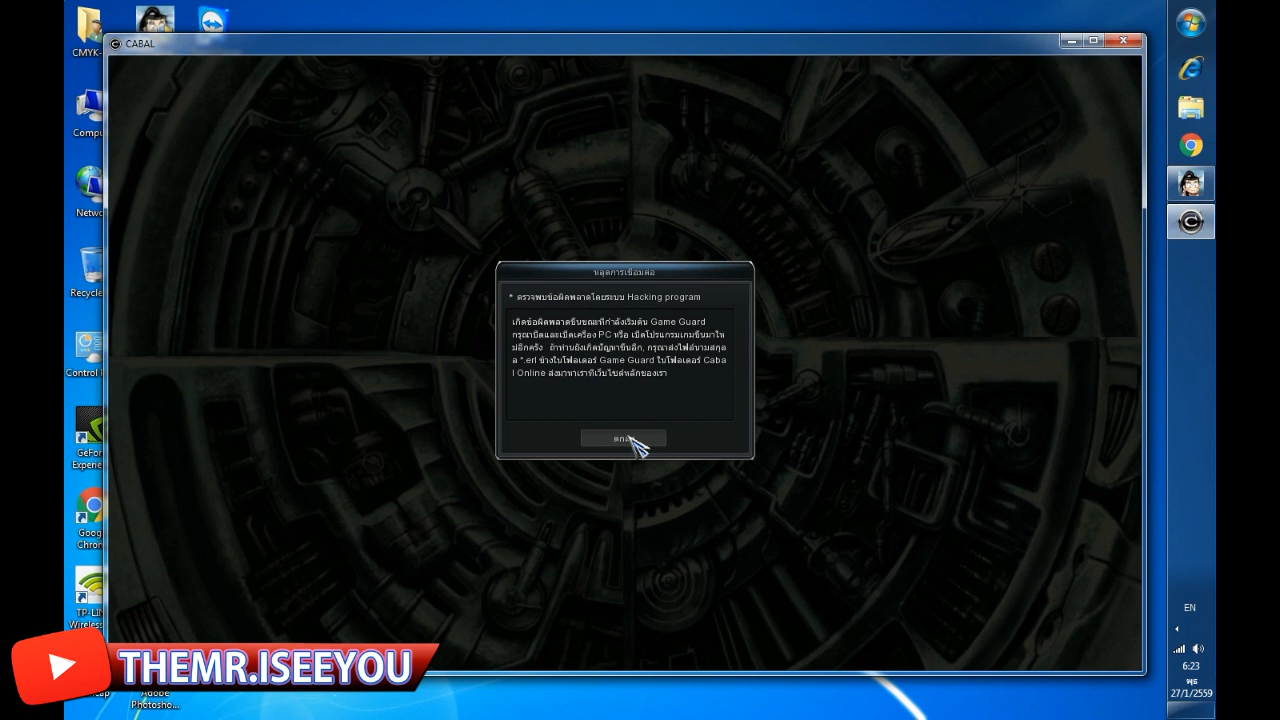 CABAL
CMYK-
Compu
Netwo
Recycle
Control
GeFor
Experie
Goog
Chron
TP-LIN
Wireless
Adobe
Photosho...
หลุดการเชื่อมต่อ
* ตรวจพบข้อผิดพลาดโดยระบบ Hacking program
เกิดข้อผิดพลาดขึ้นขณะที่กำลังเริ่มต้น Game Guard
กรุณาปิดและเปิดเครื่อง PC หรือ เปิดโปรแกรมเกมขึ้นมาให
ม่อีกครั้ง ถ้าท่านยังเกิดปัญหาขึ้นอีก, กรุณาส่งไฟล์นามสกุ
ล *.erl ข้างในโฟลเดอร์ Game Guard ในโฟลเดอร์ Caba
l Online ส่งมาหาเราที่เว็บไซต์หลักของเรา
THEMR.ISEEYOU
EN
6:23
พุธ
27/1/2559